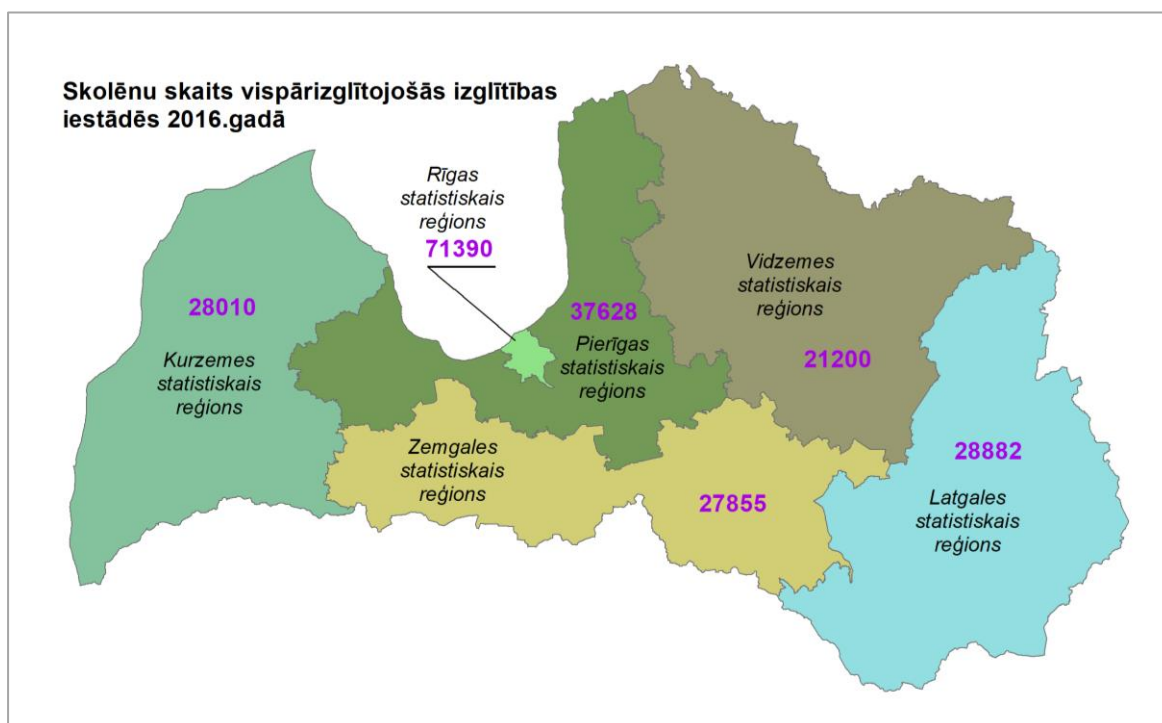 Skolēnu skaits vispārizglītojošās izglītības
iestādēs 2016.gadā
Rīgas
statistiskais
reģions
71390
28010
Kurzemes
statistiskais
reģions
37628
Pierīgas
statistiskais
reģions
Vidzemes
statistiskais
reģions
21200
Zemgales
statistiskais
reģions
27855
28882
Latgales
statistiskais
reģions